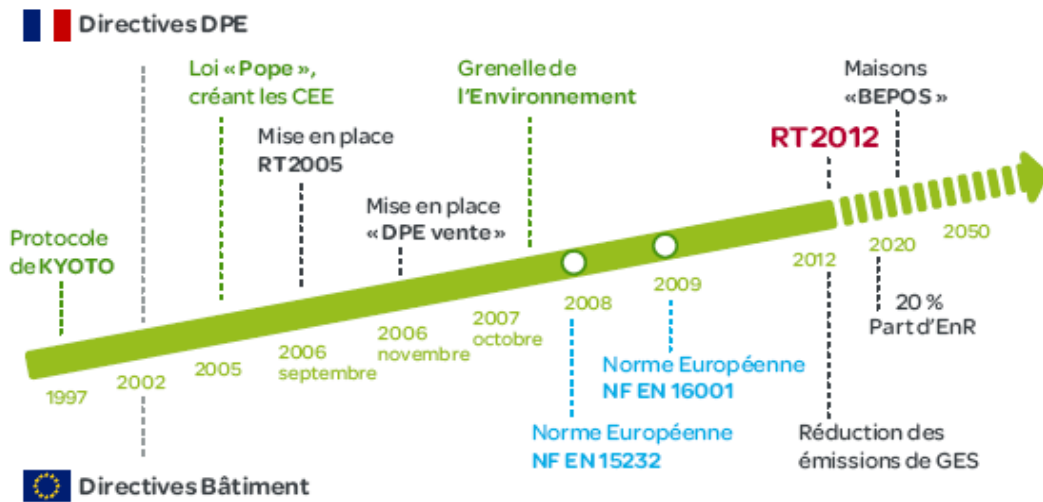 Directives DPE
Loi « Pope »,
créant les CEE
Grenelle de
l'Environnement
Maisons
« BEPOS »
Mise en place
RT2005
RT2012
Mise en place
« DPE vente »
Protocole
de KYOTO
1997
2002
2005
2006
septembre
2006
novembre
2007
octobre
2008
2009
2012
2020
2050
20 %
Part d'EnR
Norme Européenne
NF EN 16001
Norme Européenne
NF EN 15232
Réduction des
émissions de GES
Directives Bâtiment